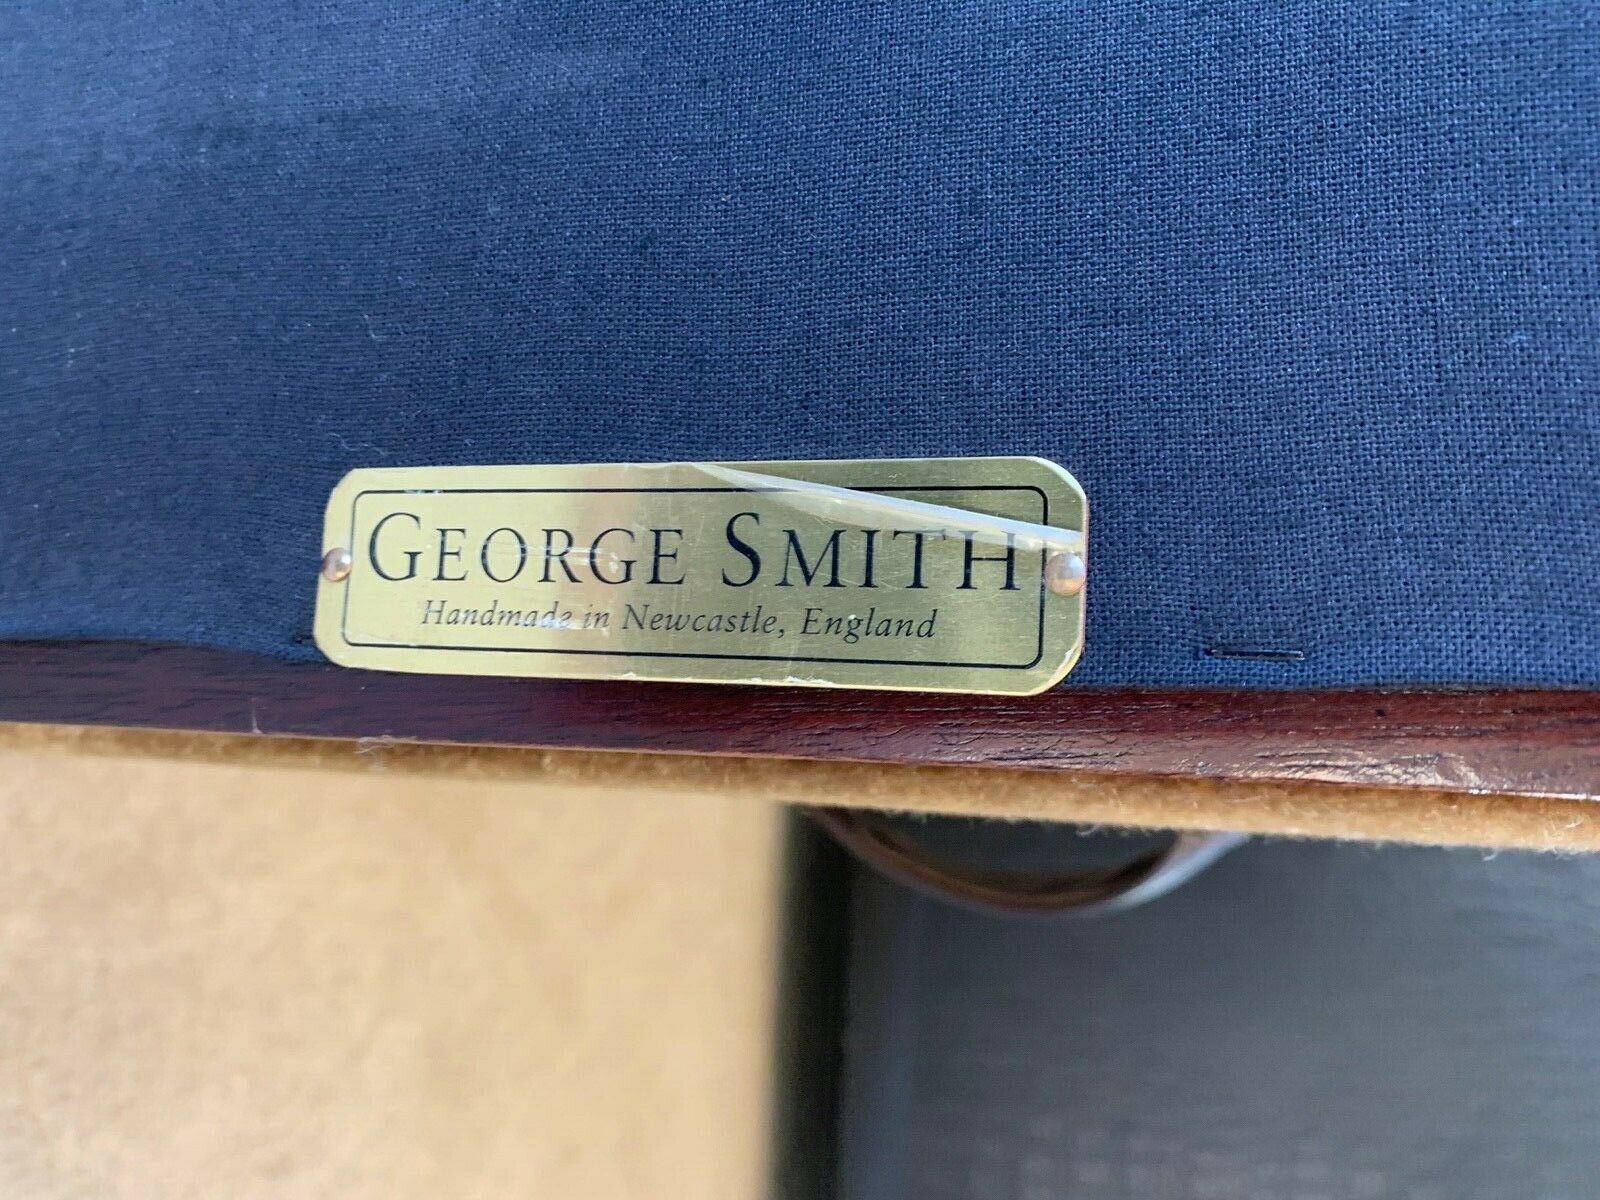 GEORGE SMITH
Handmade in Newcastle, England